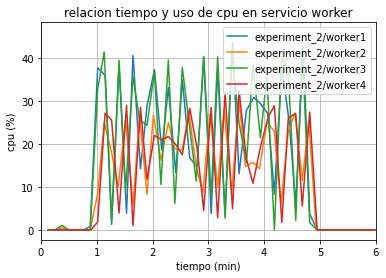 relacion tiempo y uso de cpu en servicio worker
experiment_2/worker1
experiment_2/worker2
experiment_2/worker3
experiment_2/worker4
cpu (%)
40
30
20
10
0
0 1 2 3 4 5 6
tiempo (min)